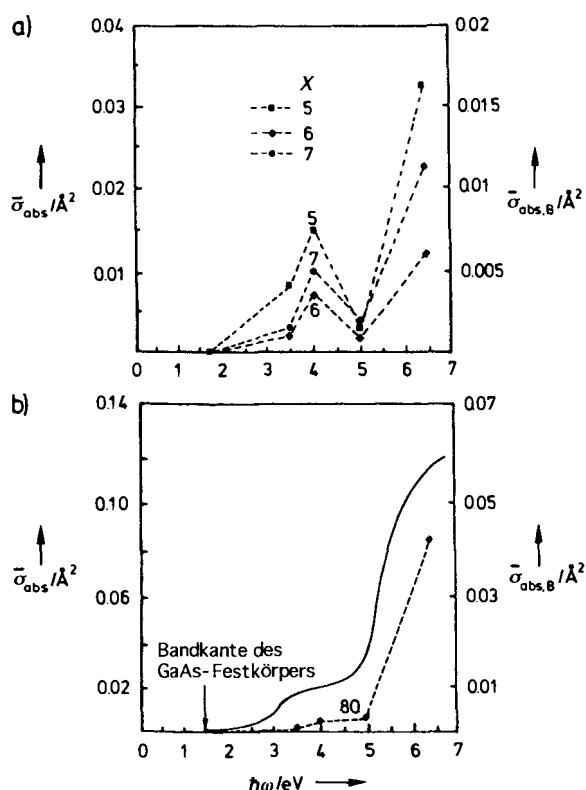 a)
0.04
0.03
0.02
0.01
σ̄abs/Å²
0.02
0.015
0.010
0.005
σ̄abs,B/Å²
X
5
6
7
5
7
6
0 1 2 3 4 5 6 7
b)
0.14
0.10
0.06
0.02
σ̄abs/Å²
0.07
0.05
0.03
0.01
σ̄abs,B/Å²
Bandkante des
GaAs-Festkörpers
80
0 1 2 3 4 5 6 7
ħω/eV